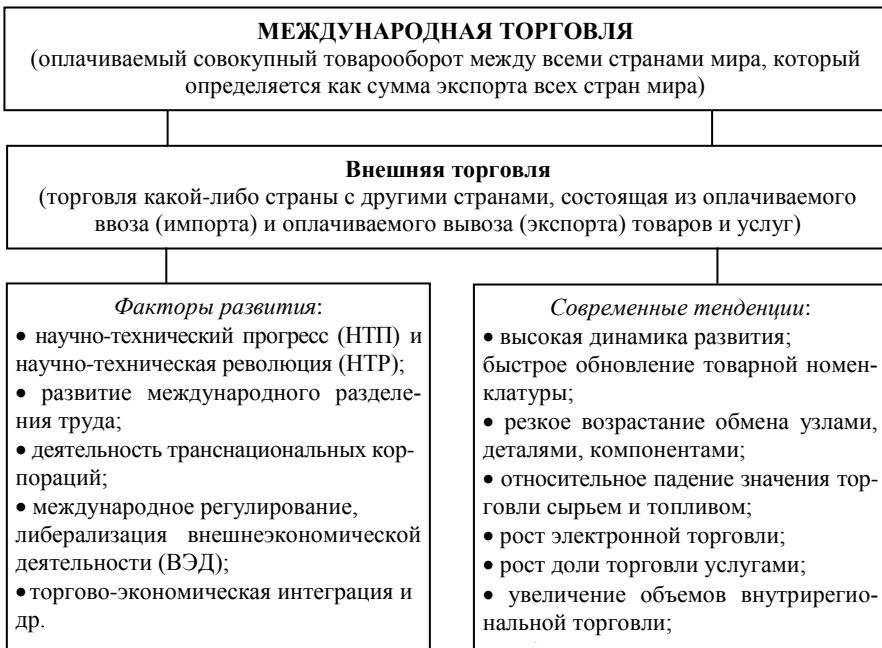 МЕЖДУНАРОДНАЯ ТОРГОВЛЯ
(оплачиваемый совокупный товарооборот между всеми странами мира, который
определяется как сумма экспорта всех стран мира)
Внешняя торговля
(торговля какой-либо страны с другими странами, состоящая из оплачиваемого
ввоза (импорта) и оплачиваемого вывоза (экспорта) товаров и услуг)
Факторы развития:
• научно-технический прогресс (НТП) и
научно-техническая революция (НТР);
• развитие международного разделе-
ния труда;
• деятельность транснациональных кор-
пораций;
• международное регулирование,
либерализация внешнеэкономической
деятельности (ВЭД);
• торгово-экономическая интеграция и
др.
Современные тенденции:
• высокая динамика развития;
быстрое обновление товарной номен-
клатуры;
• резкое возрастание обмена узлами,
деталями, компонентами;
• относительное падение значения тор-
говли сырьем и топливом;
• рост электронной торговли;
• рост доли торговли услугами;
• увеличение объемов внутрирегио-
нальной торговли;